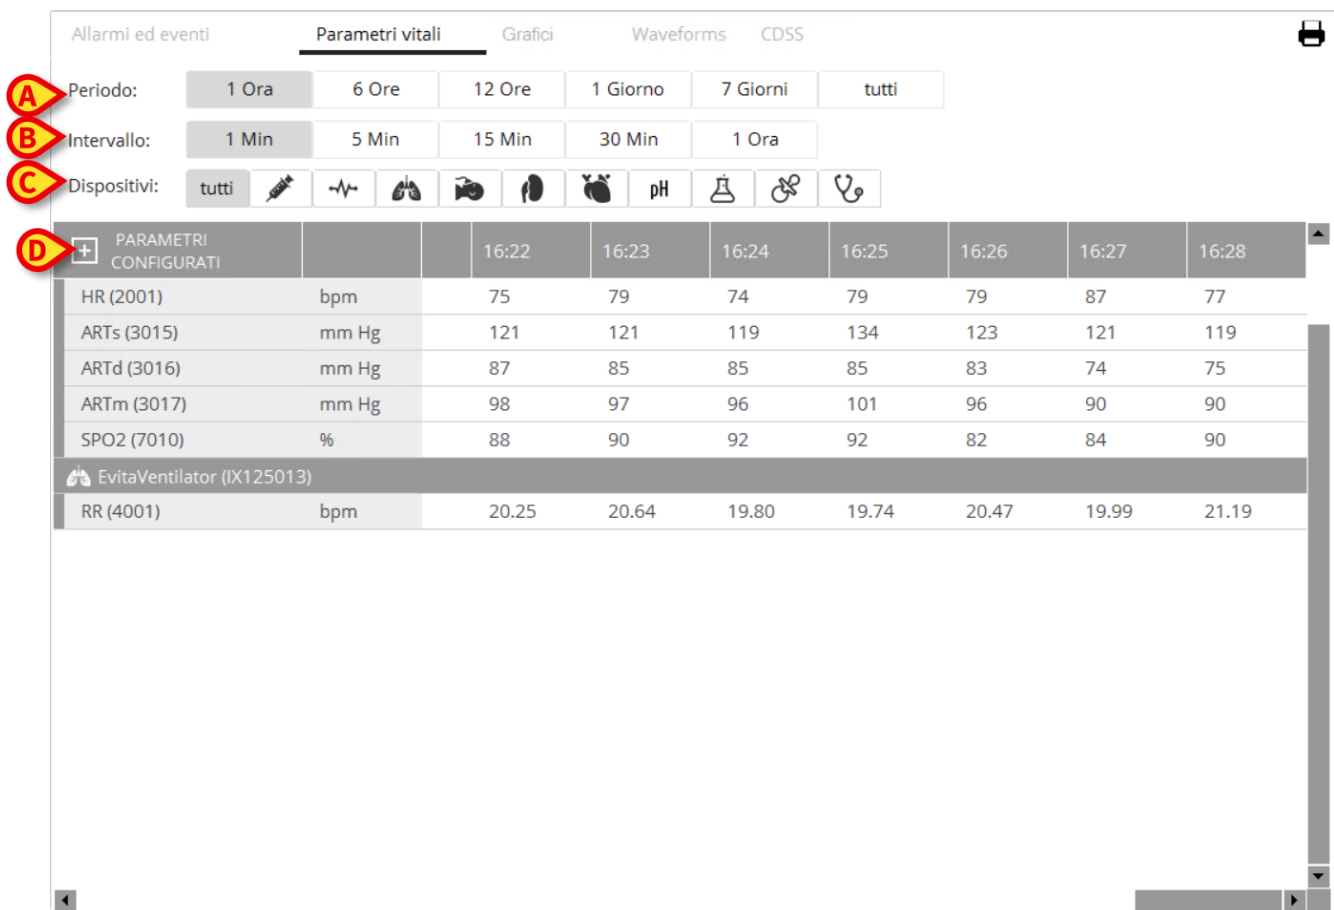 Allarmi ed eventi Parametri vitali Grafici Waveforms CDSS
A Periodo: 1 Ora 6 Ore 12 Ore 1 Giorno 7 Giorni tutti
B Intervallo: 1 Min 5 Min 15 Min 30 Min 1 Ora
C Dispositivi: tutti pH
D + PARAMETRI
CONFIGURATI 16:22 16:23 16:24 16:25 16:26 16:27 16:28
HR (2001) bpm 75 79 74 79 79 87 77
ARTs (3015) mm Hg 121 121 119 134 123 121 119
ARTd (3016) mm Hg 87 85 85 85 83 74 75
ARTm (3017) mm Hg 98 97 96 101 96 90 90
SPO2 (7010) % 88 90 92 92 82 84 90
EvitaVentilator (IX125013)
RR (4001) bpm 20.25 20.64 19.80 19.74 20.47 19.99 21.19